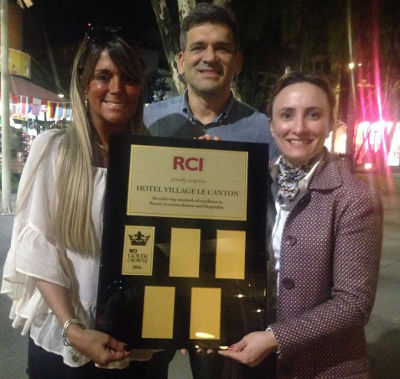 RCI
proudly recognizes
HOTEL VILLAGE LE CANTON
for achieving standards of excellence in
Resort Accommodations and Hospitality.
RCI
GOLD
CROWN